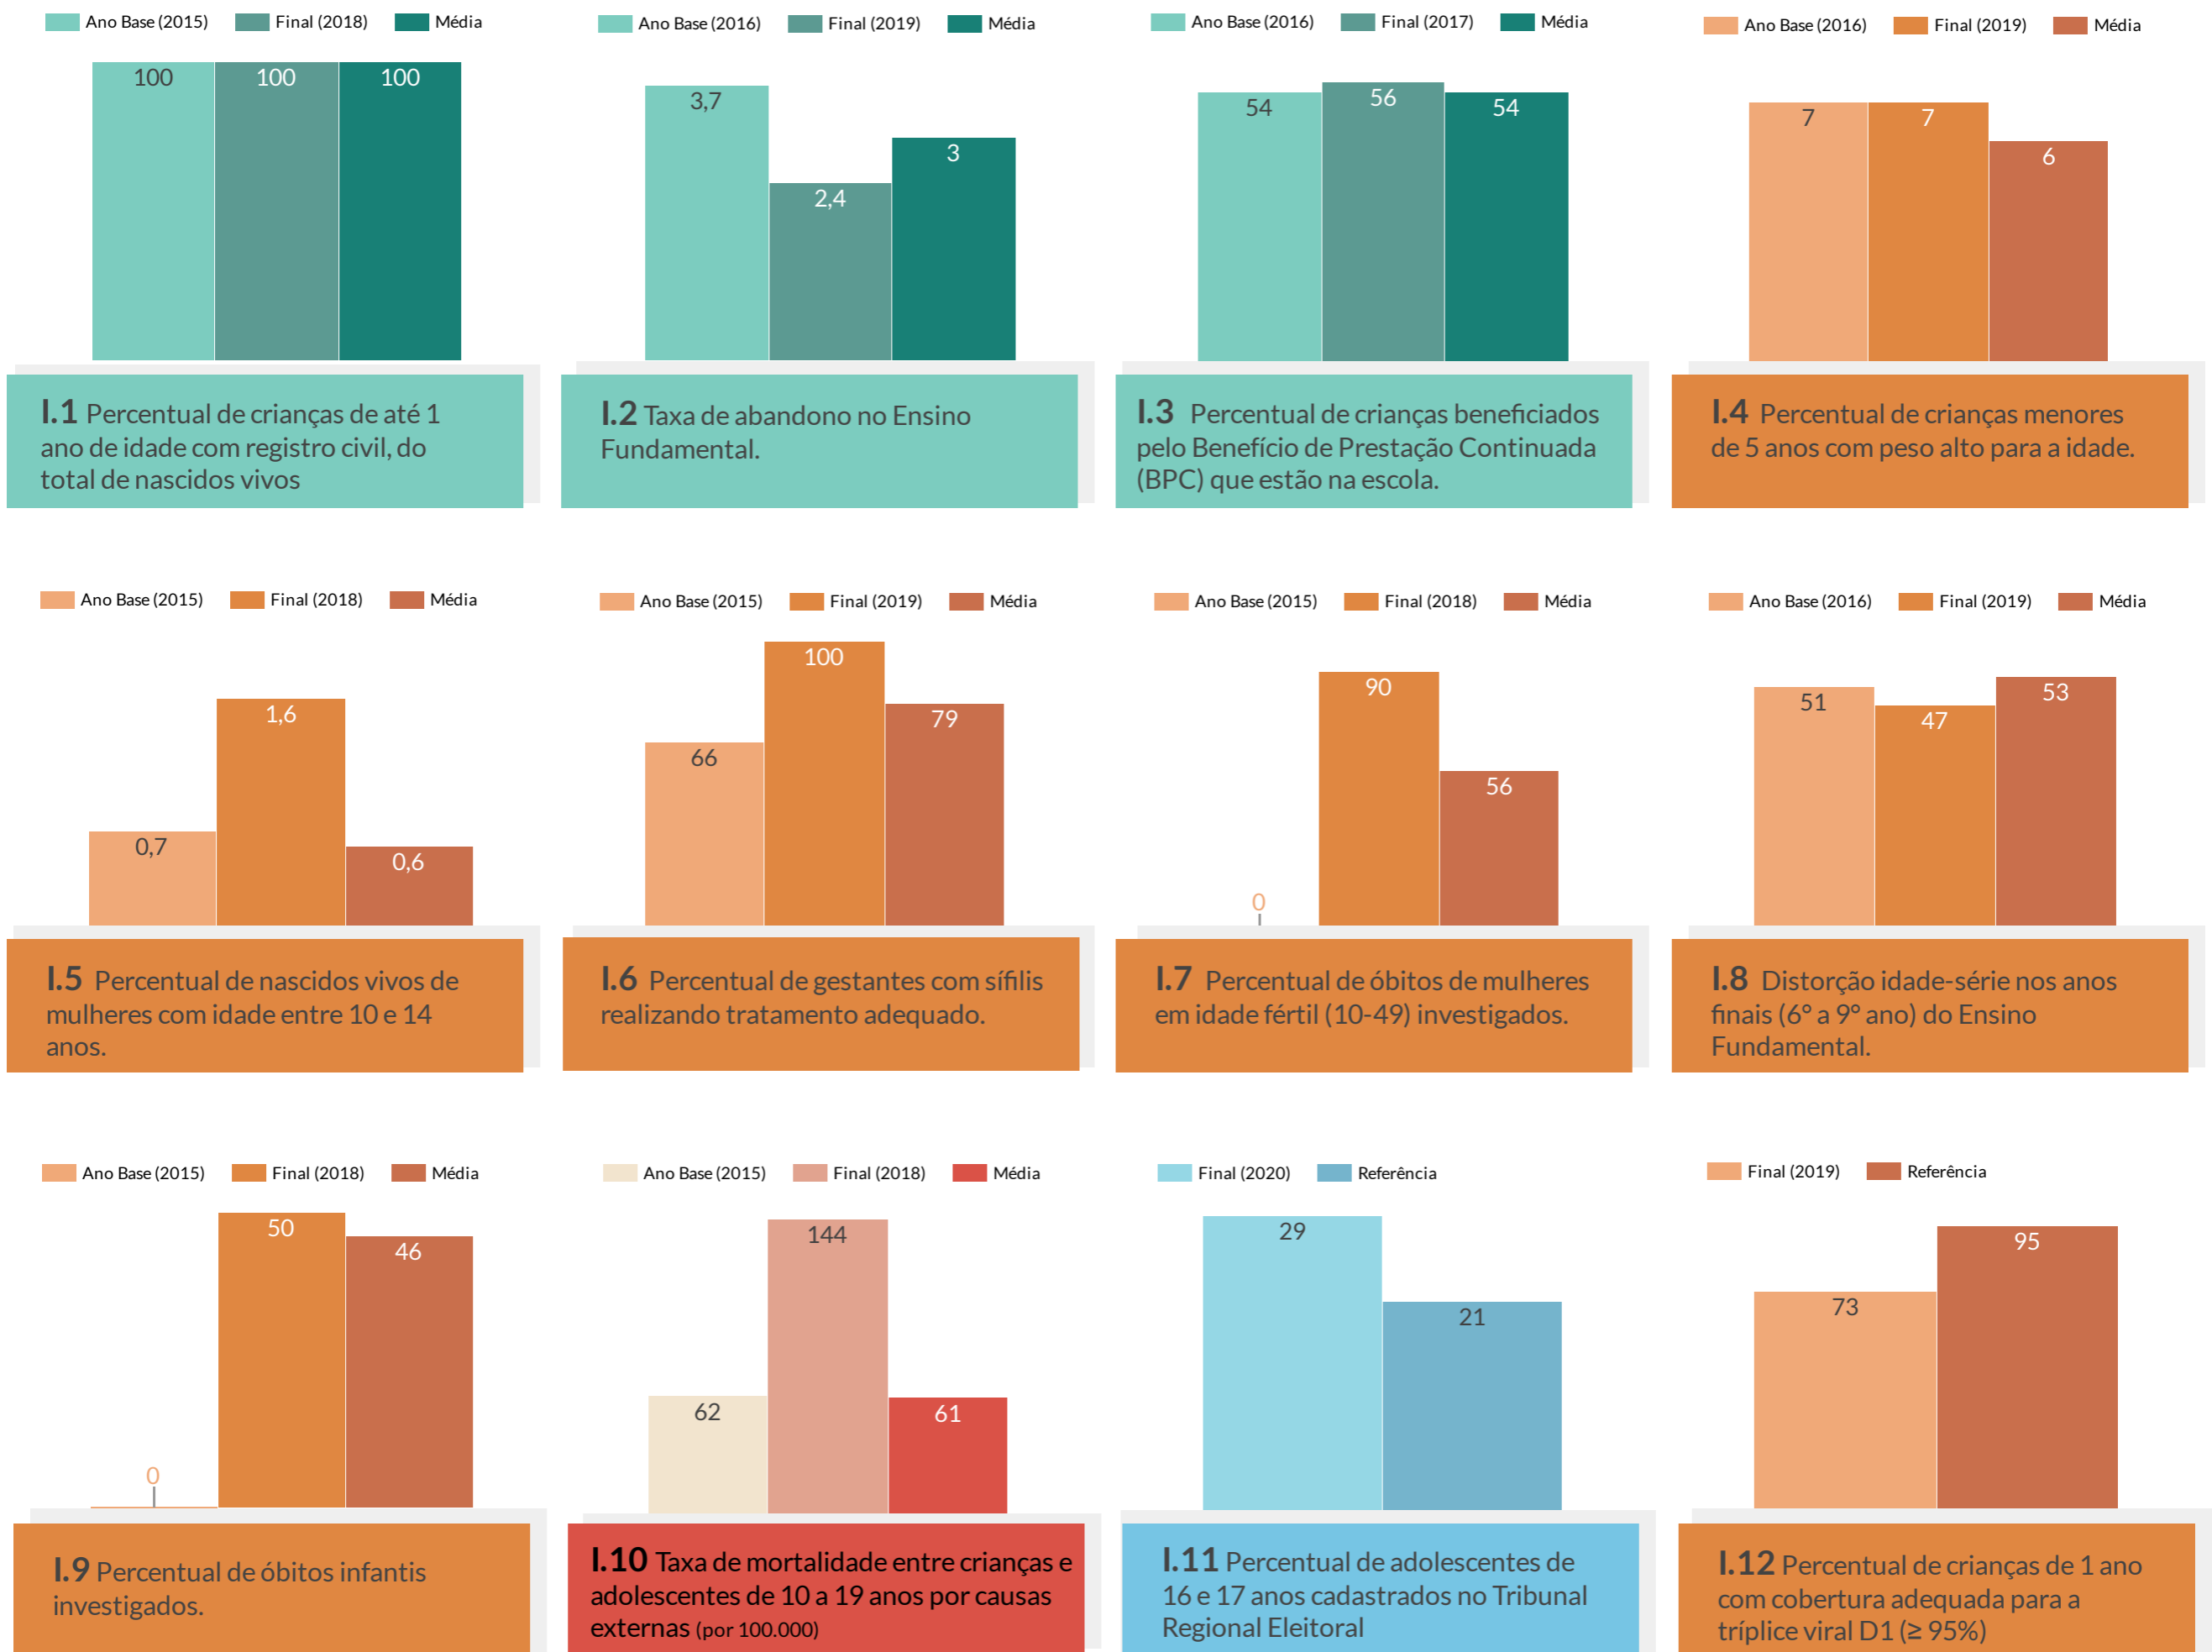 Ano Base (2015) Final (2018) Média
100 100 100
I.1 Percentual de crianças de até 1
ano de idade com registro civil, do
total de nascidos vivos
Ano Base (2016) Final (2019) Média
3,7 2,4 3
I.2 Taxa de abandono no Ensino
Fundamental.
Ano Base (2016) Final (2017) Média
54 56 54
I.3 Percentual de crianças beneficiados
pelo Benefício de Prestação Continuada
(BPC) que estão na escola.
Ano Base (2016) Final (2019) Média
7 7 6
I.4 Percentual de crianças menores
de 5 anos com peso alto para a idade.
Ano Base (2015) Final (2018) Média
0,7 1,6 0,6
I.5 Percentual de nascidos vivos de
mulheres com idade entre 10 e 14
anos.
Ano Base (2015) Final (2019) Média
66 100 79
I.6 Percentual de gestantes com sífilis
realizando tratamento adequado.
Ano Base (2015) Final (2018) Média
0 90 56
I.7 Percentual de óbitos de mulheres
em idade fértil (10-49) investigados.
Ano Base (2016) Final (2019) Média
51 47 53
I.8 Distorção idade-série nos anos
finais (6° a 9° ano) do Ensino
Fundamental.
Ano Base (2015) Final (2018) Média
0 50 46
I.9 Percentual de óbitos infantis
investigados.
Ano Base (2015) Final (2018) Média
62 144 61
I.10 Taxa de mortalidade entre crianças e
adolescentes de 10 a 19 anos por causas
externas (por 100.000)
Final (2020) Referência
29 21
I.11 Percentual de adolescentes de
16 e 17 anos cadastrados no Tribunal
Regional Eleitoral
Final (2019) Referência
73 95
I.12 Percentual de crianças de 1 ano
com cobertura adequada para a
tríplice viral D1 (≥ 95%)